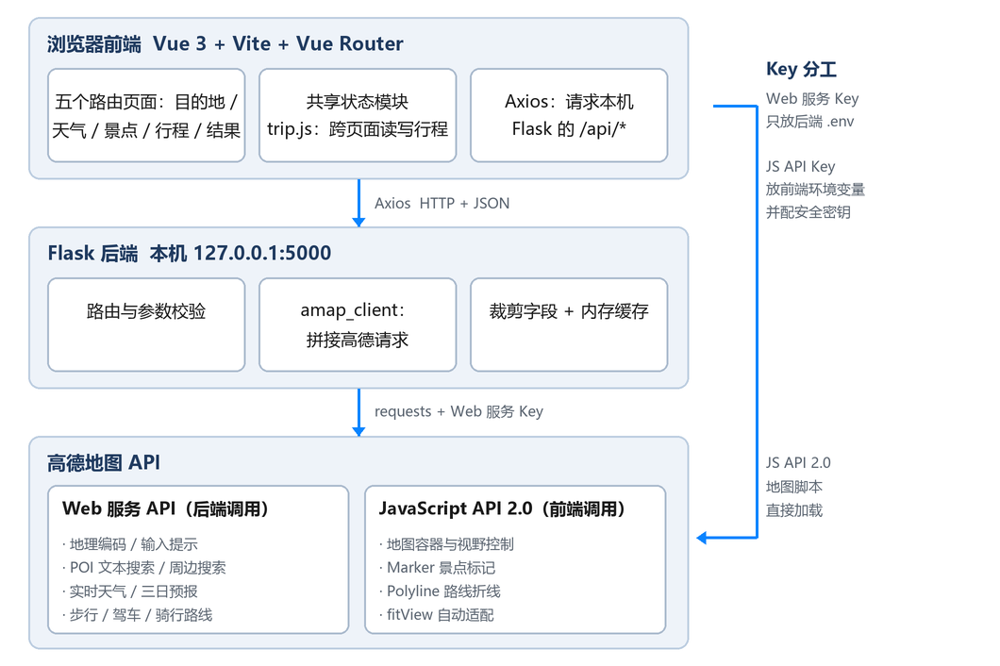 浏览器前端  Vue 3 + Vite + Vue Router
五个路由页面：目的地 /
天气 / 景点 / 行程 / 结果
共享状态模块
trip.js：跨页面读写行程
Axios：请求本机
Flask 的 /api/*
Axios  HTTP + JSON
Flask 后端  本机 127.0.0.1:5000
路由与参数校验
amap_client：
拼接高德请求
裁剪字段 + 内存缓存
requests + Web 服务 Key
高德地图 API
Web 服务 API（后端调用）
· 地理编码 / 输入提示
· POI 文本搜索 / 周边搜索
· 实时天气 / 三日预报
· 步行 / 驾车 / 骑行路线
JavaScript API 2.0（前端调用）
· 地图容器与视野控制
· Marker 景点标记
· Polyline 路线折线
· fitView 自动适配
Key 分工
Web 服务 Key
只放后端 .env
JS API Key
放前端环境变量
并配安全密钥
JS API 2.0
地图脚本
直接加载